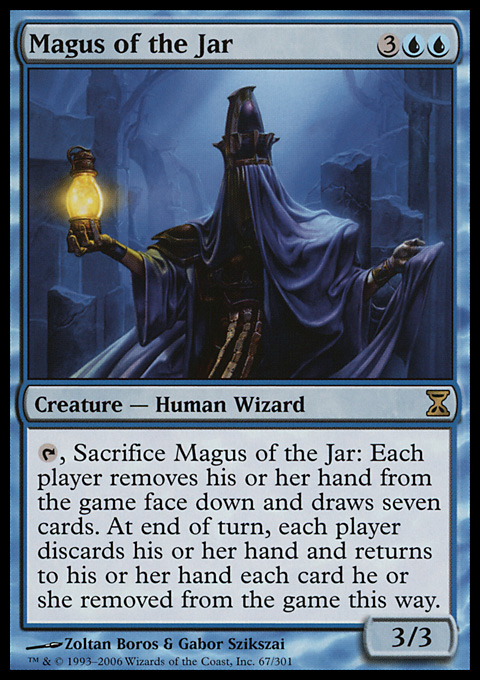 Magus of the Jar 3
Creature — Human Wizard
, Sacrifice Magus of the Jar: Each
player removes his or her hand from
the game face down and draws seven
cards. At end of turn, each player
discards his or her hand and returns
to his or her hand each card he or
she removed from the game this way.
Zoltan Boros & Gabor Szikszai
3/3
™ & © 1993–2006 Wizards of the Coast, Inc. 67/301